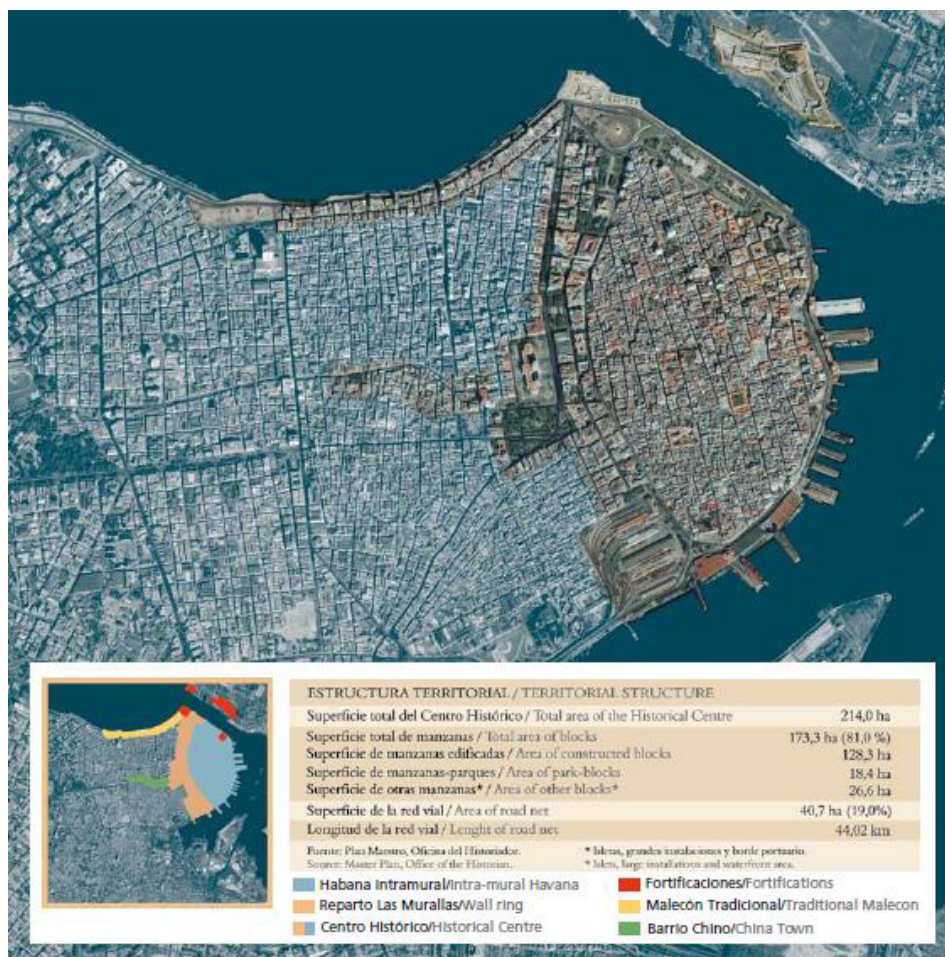 ESTRUCTURA TERRITORIAL / TERRITORIAL STRUCTURE
Superficie total del Centro Histórico / Total area of the Historical Centre 214,0 ha
Superficie total de manzanas / Total area of blocks 173,3 ha (81,0 %)
Superficie de manzanas edificadas / Area of constructed blocks 128,3 ha
Superficie de manzanas-parques / Area of park-blocks 18,4 ha
Superficie de otras manzanas* / Area of other blocks* 26,6 ha
Superficie de la red vial / Area of road net 40,7 ha (19,0%)
Longitud de la red vial / Lenght of road net 44,02 km
Fuente: Plan Maestro, Oficina del Historiador. * Isletas, grandes instalaciones y borde portuario.
Source: Master Plan, Office of the Historian. * Islets, large installations and waterfront area.
Habana Intramural/Intra-mural Havana
Reparto Las Murallas/Wall ring
Centro Histórico/Historical Centre
Fortificaciones/Fortifications
Malecón Tradicional/Traditional Malecon
Barrio Chino/China Town